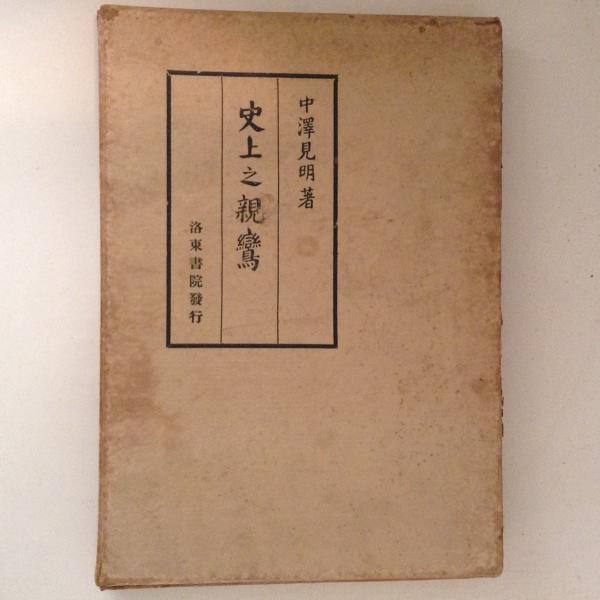 中澤見明著
史上之親鸞
洛東書院發行